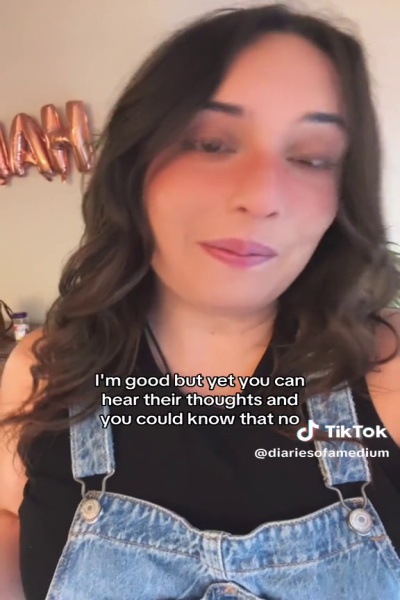 I'm good but yet you can
hear their thoughts and
you could know that no
TikTok
@diariesofamedium